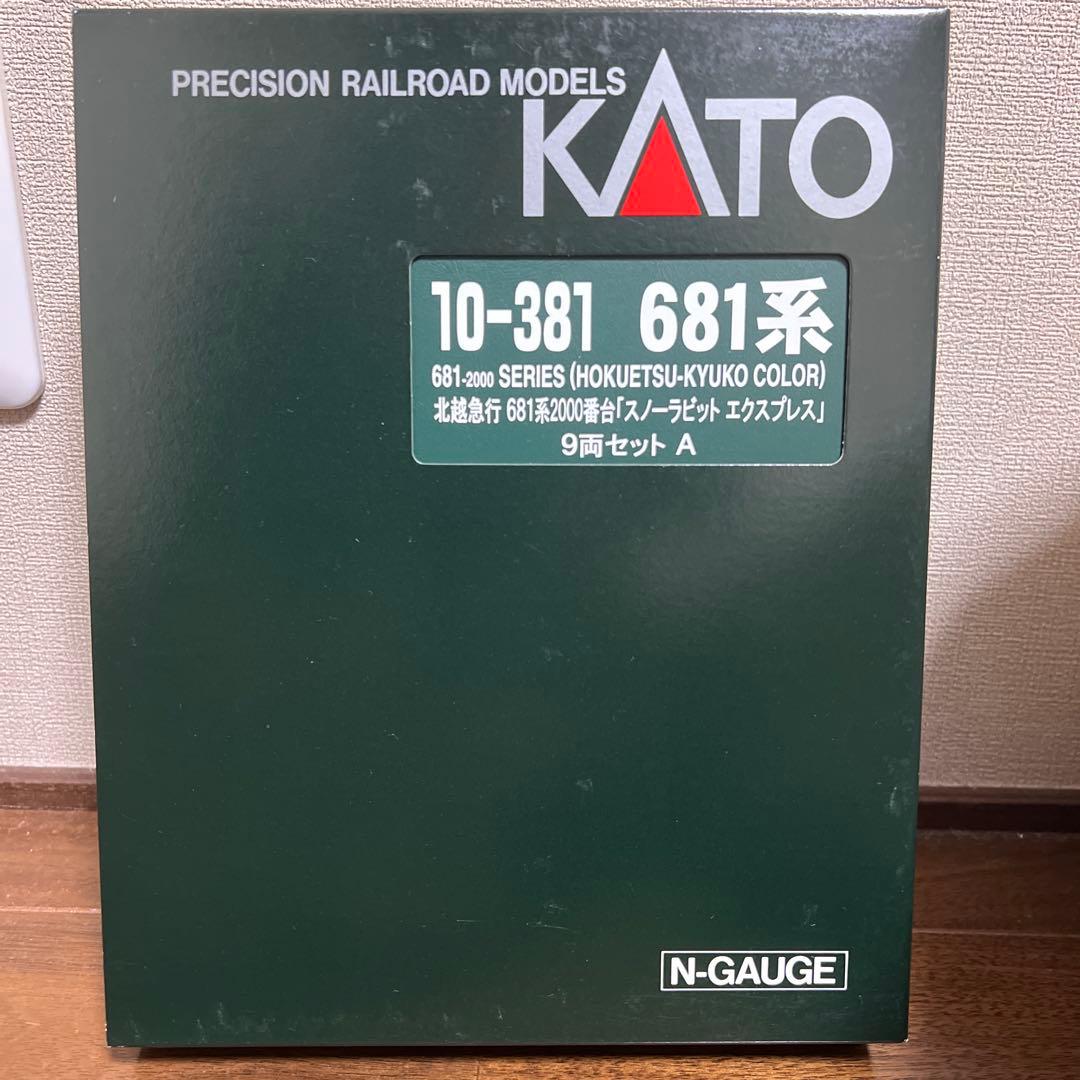 PRECISION RAILROAD MODELS
KATO
10-381 681系
681-2000 SERIES (HOKUETSU-KYUKO COLOR)
北越急行 681系2000番台「スノーラビット エクスプレス」
9両セット A
N-GAUGE